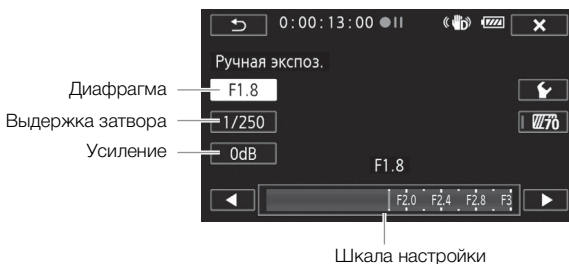 0:00:13:00
Ручная экспоз.
Диафрагма
F1.8
Выдержка затвора
1/250
70
Усиление
0dB
F1.8
F2.0 F2.4 F2.8 F3
Шкала настройки